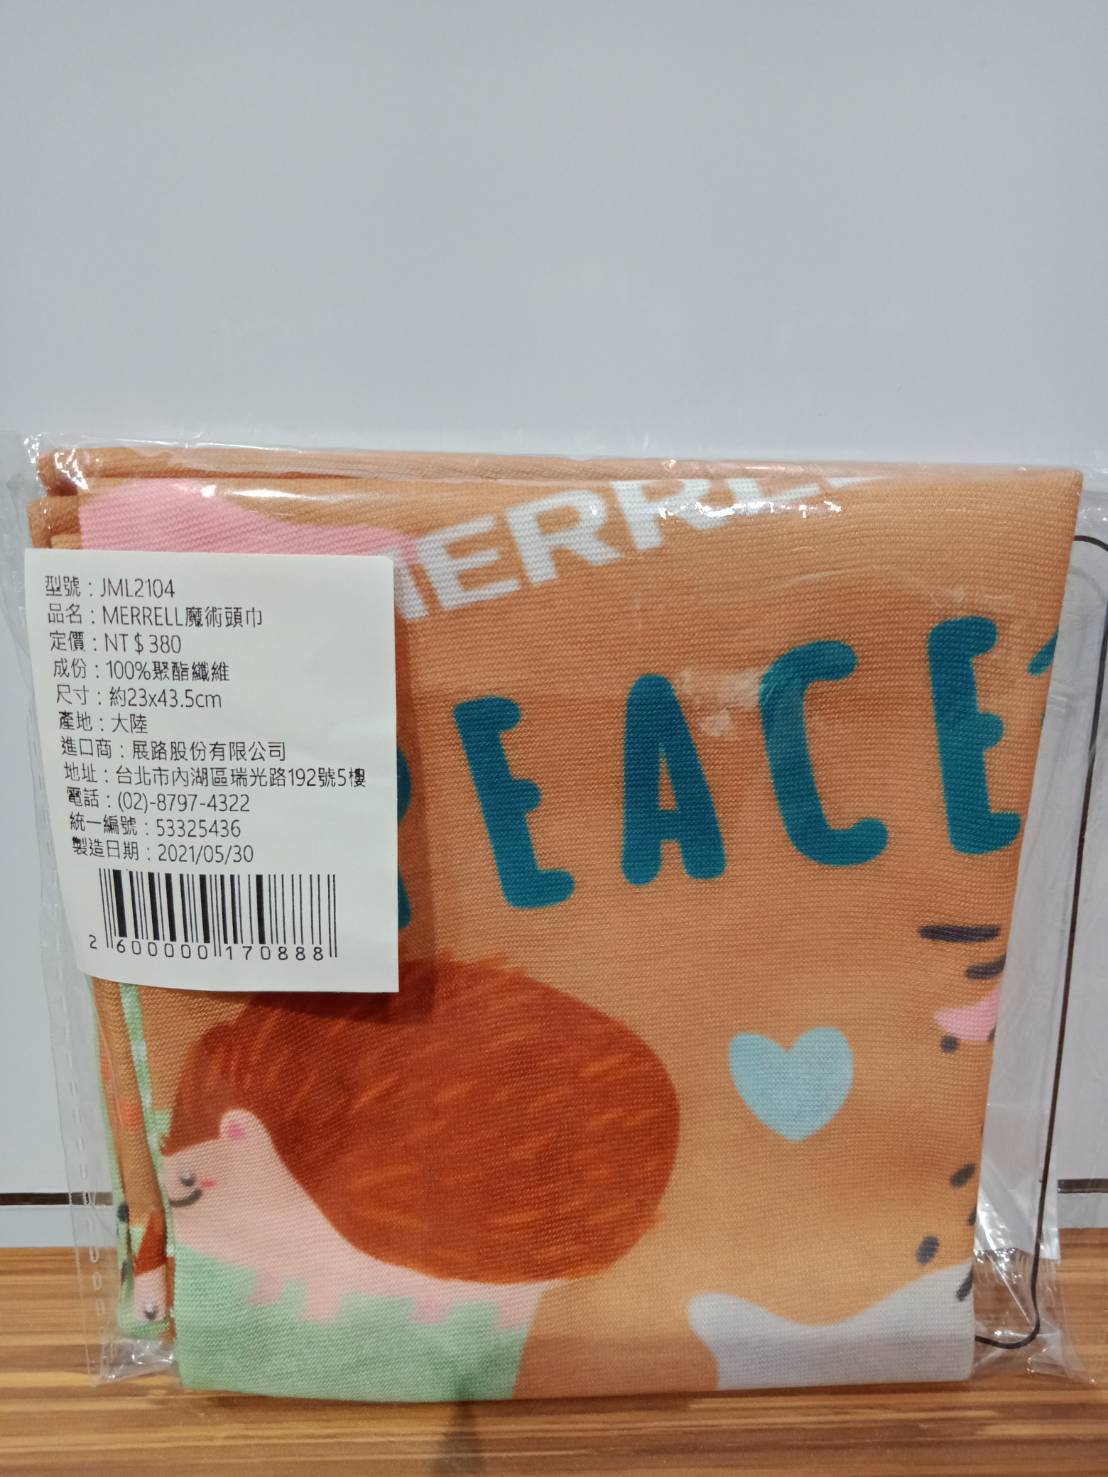 MERREL
PEACE
型號：JML2104
品名：MERRELL魔術頭巾
定價：NT＄380
成份：100%聚酯纖維
尺寸：約23x43.5cm
產地：大陸
進口商：展路股份有限公司
地址：台北市內湖區瑞光路192號5樓
電話：(02)-8797-4322
統一編號：53325436
製造日期：2021/05/30
2 600000 170888